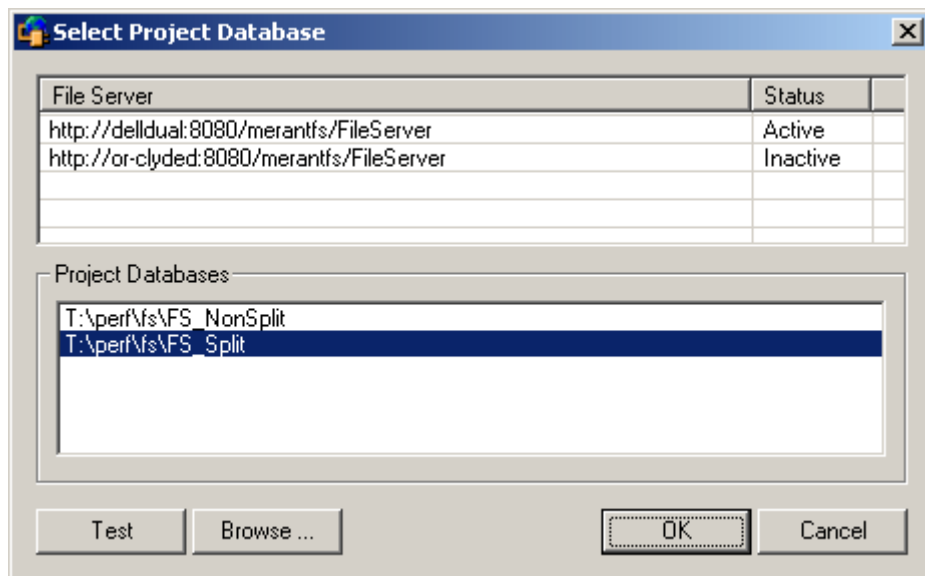 Select Project Database
File Server Status
http://delldual:8080/merantfs/FileServer Active
http://or-clyded:8080/merantfs/FileServer Inactive
Project Databases
T:\perf\fs\FS_NonSplit
T:\perf\fs\FS_Split
Test Browse ... OK Cancel